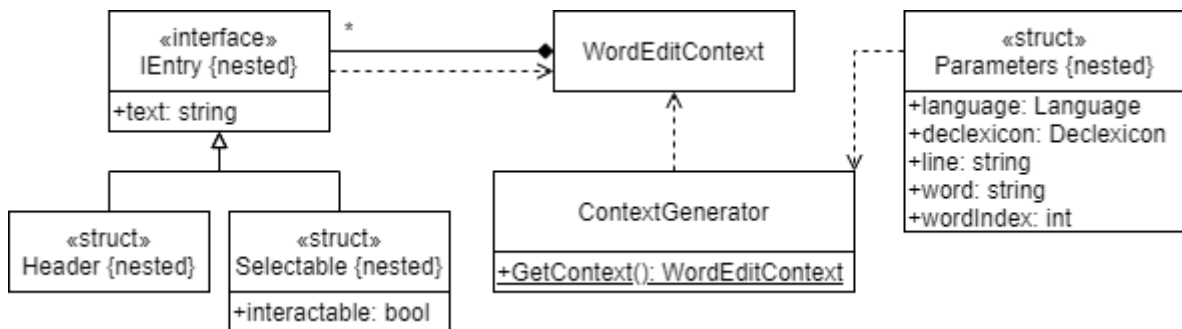 «interface»
IEntry {nested}
+text: string
*
WordEditContext
«struct»
Parameters {nested}
+language: Language
+declexicon: Declexicon
+line: string
+word: string
+wordIndex: int
«struct»
Header {nested}
«struct»
Selectable {nested}
+interactable: bool
ContextGenerator
+GetContext(): WordEditContext